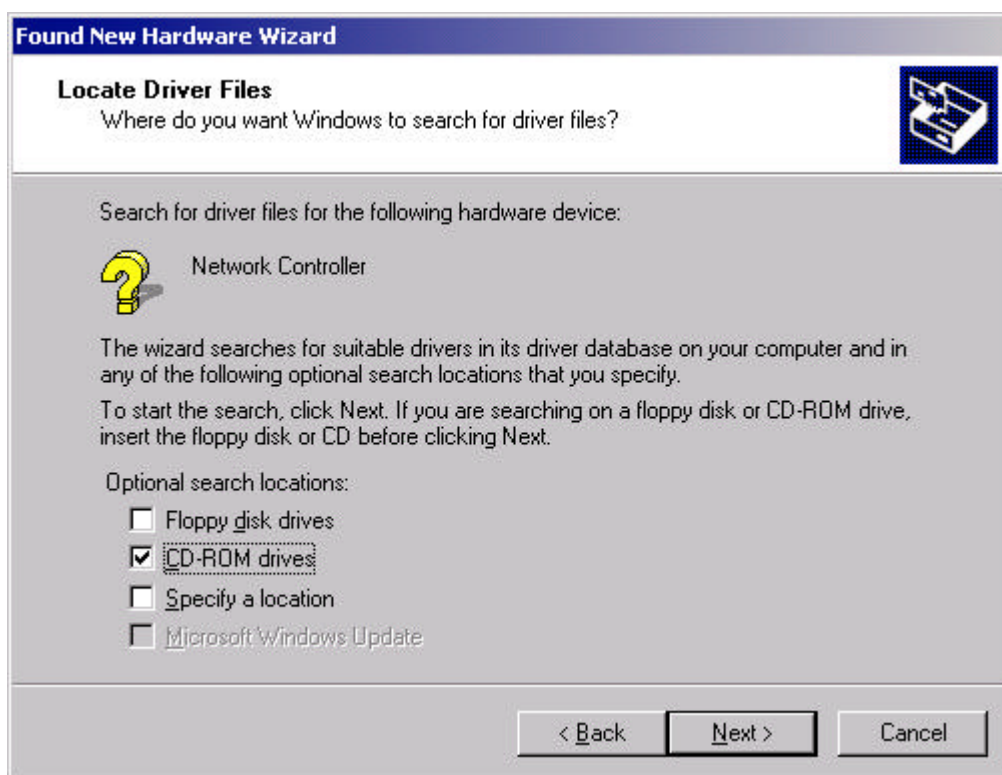 Found New Hardware Wizard
Locate Driver Files
Where do you want Windows to search for driver files?
Search for driver files for the following hardware device:
Network Controller
The wizard searches for suitable drivers in its driver database on your computer and in
any of the following optional search locations that you specify.
To start the search, click Next. If you are searching on a floppy disk or CD-ROM drive,
insert the floppy disk or CD before clicking Next.
Optional search locations:
Floppy disk drives
CD-ROM drives
Specify a location
Microsoft Windows Update
< Back
Next >
Cancel